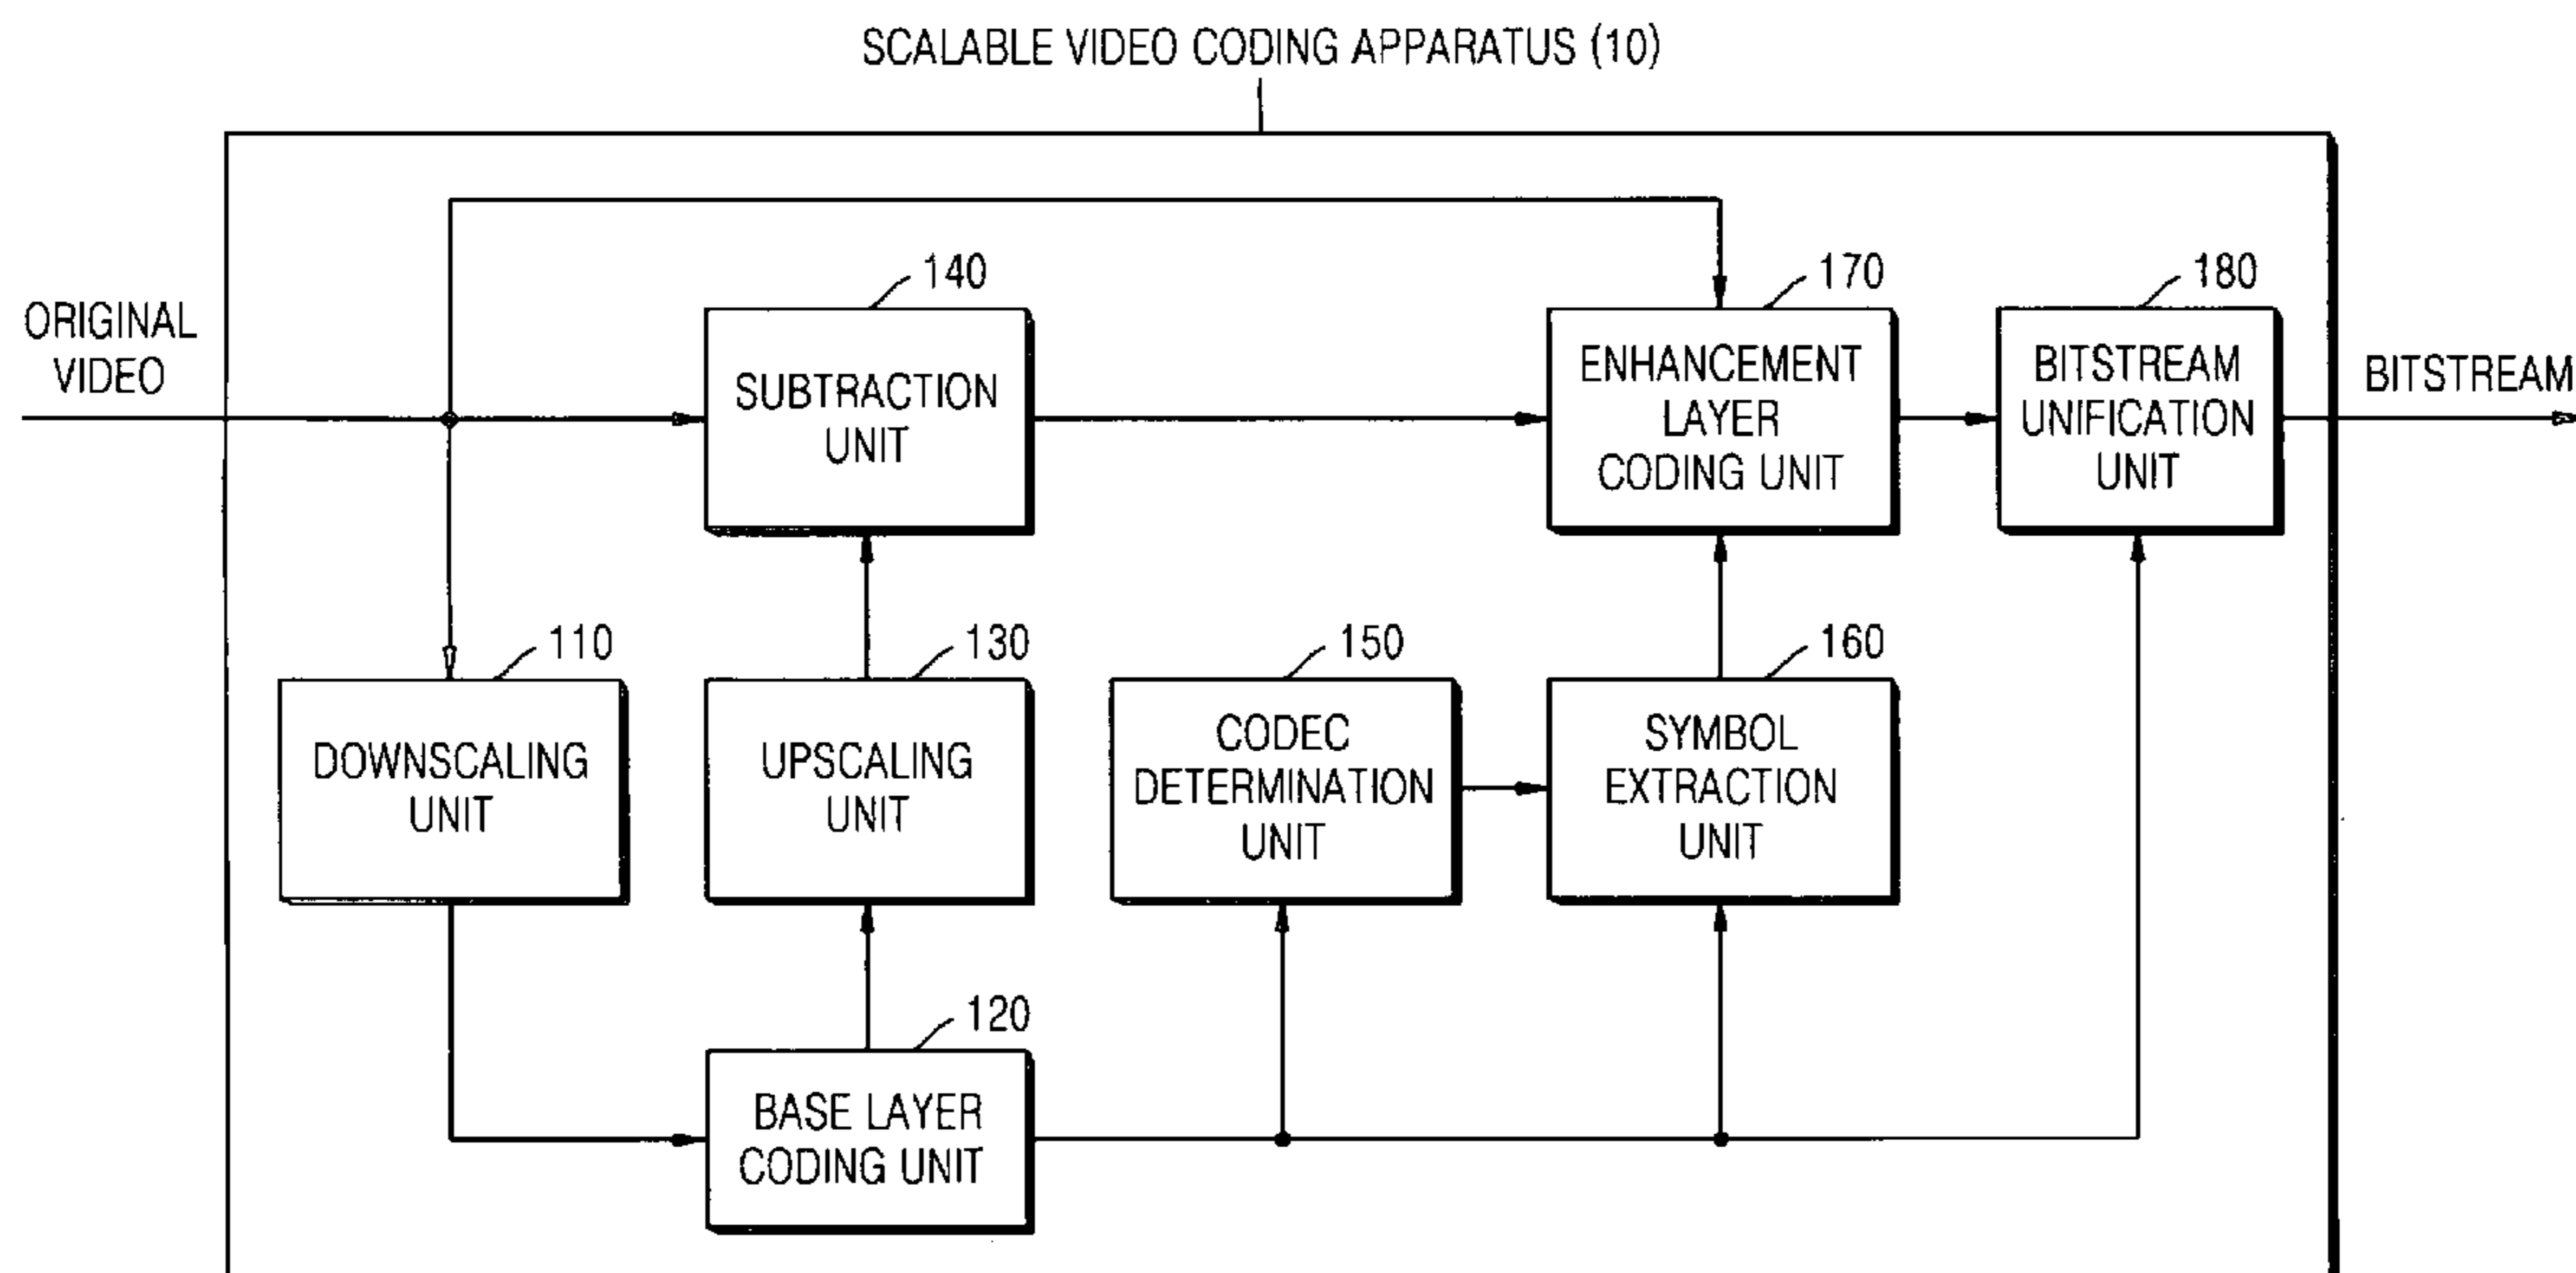 SCALABLE VIDEO CODING APPARATUS (10)
ORIGINAL
VIDEO
140
SUBTRACTION
UNIT
170
ENHANCEMENT
LAYER
CODING UNIT
180
BITSTREAM
UNIFICATION
UNIT
BITSTREAM
110
DOWNSCALING
UNIT
130
UPSCALING
UNIT
150
CODEC
DETERMINATION
UNIT
160
SYMBOL
EXTRACTION
UNIT
120
BASE LAYER
CODING UNIT